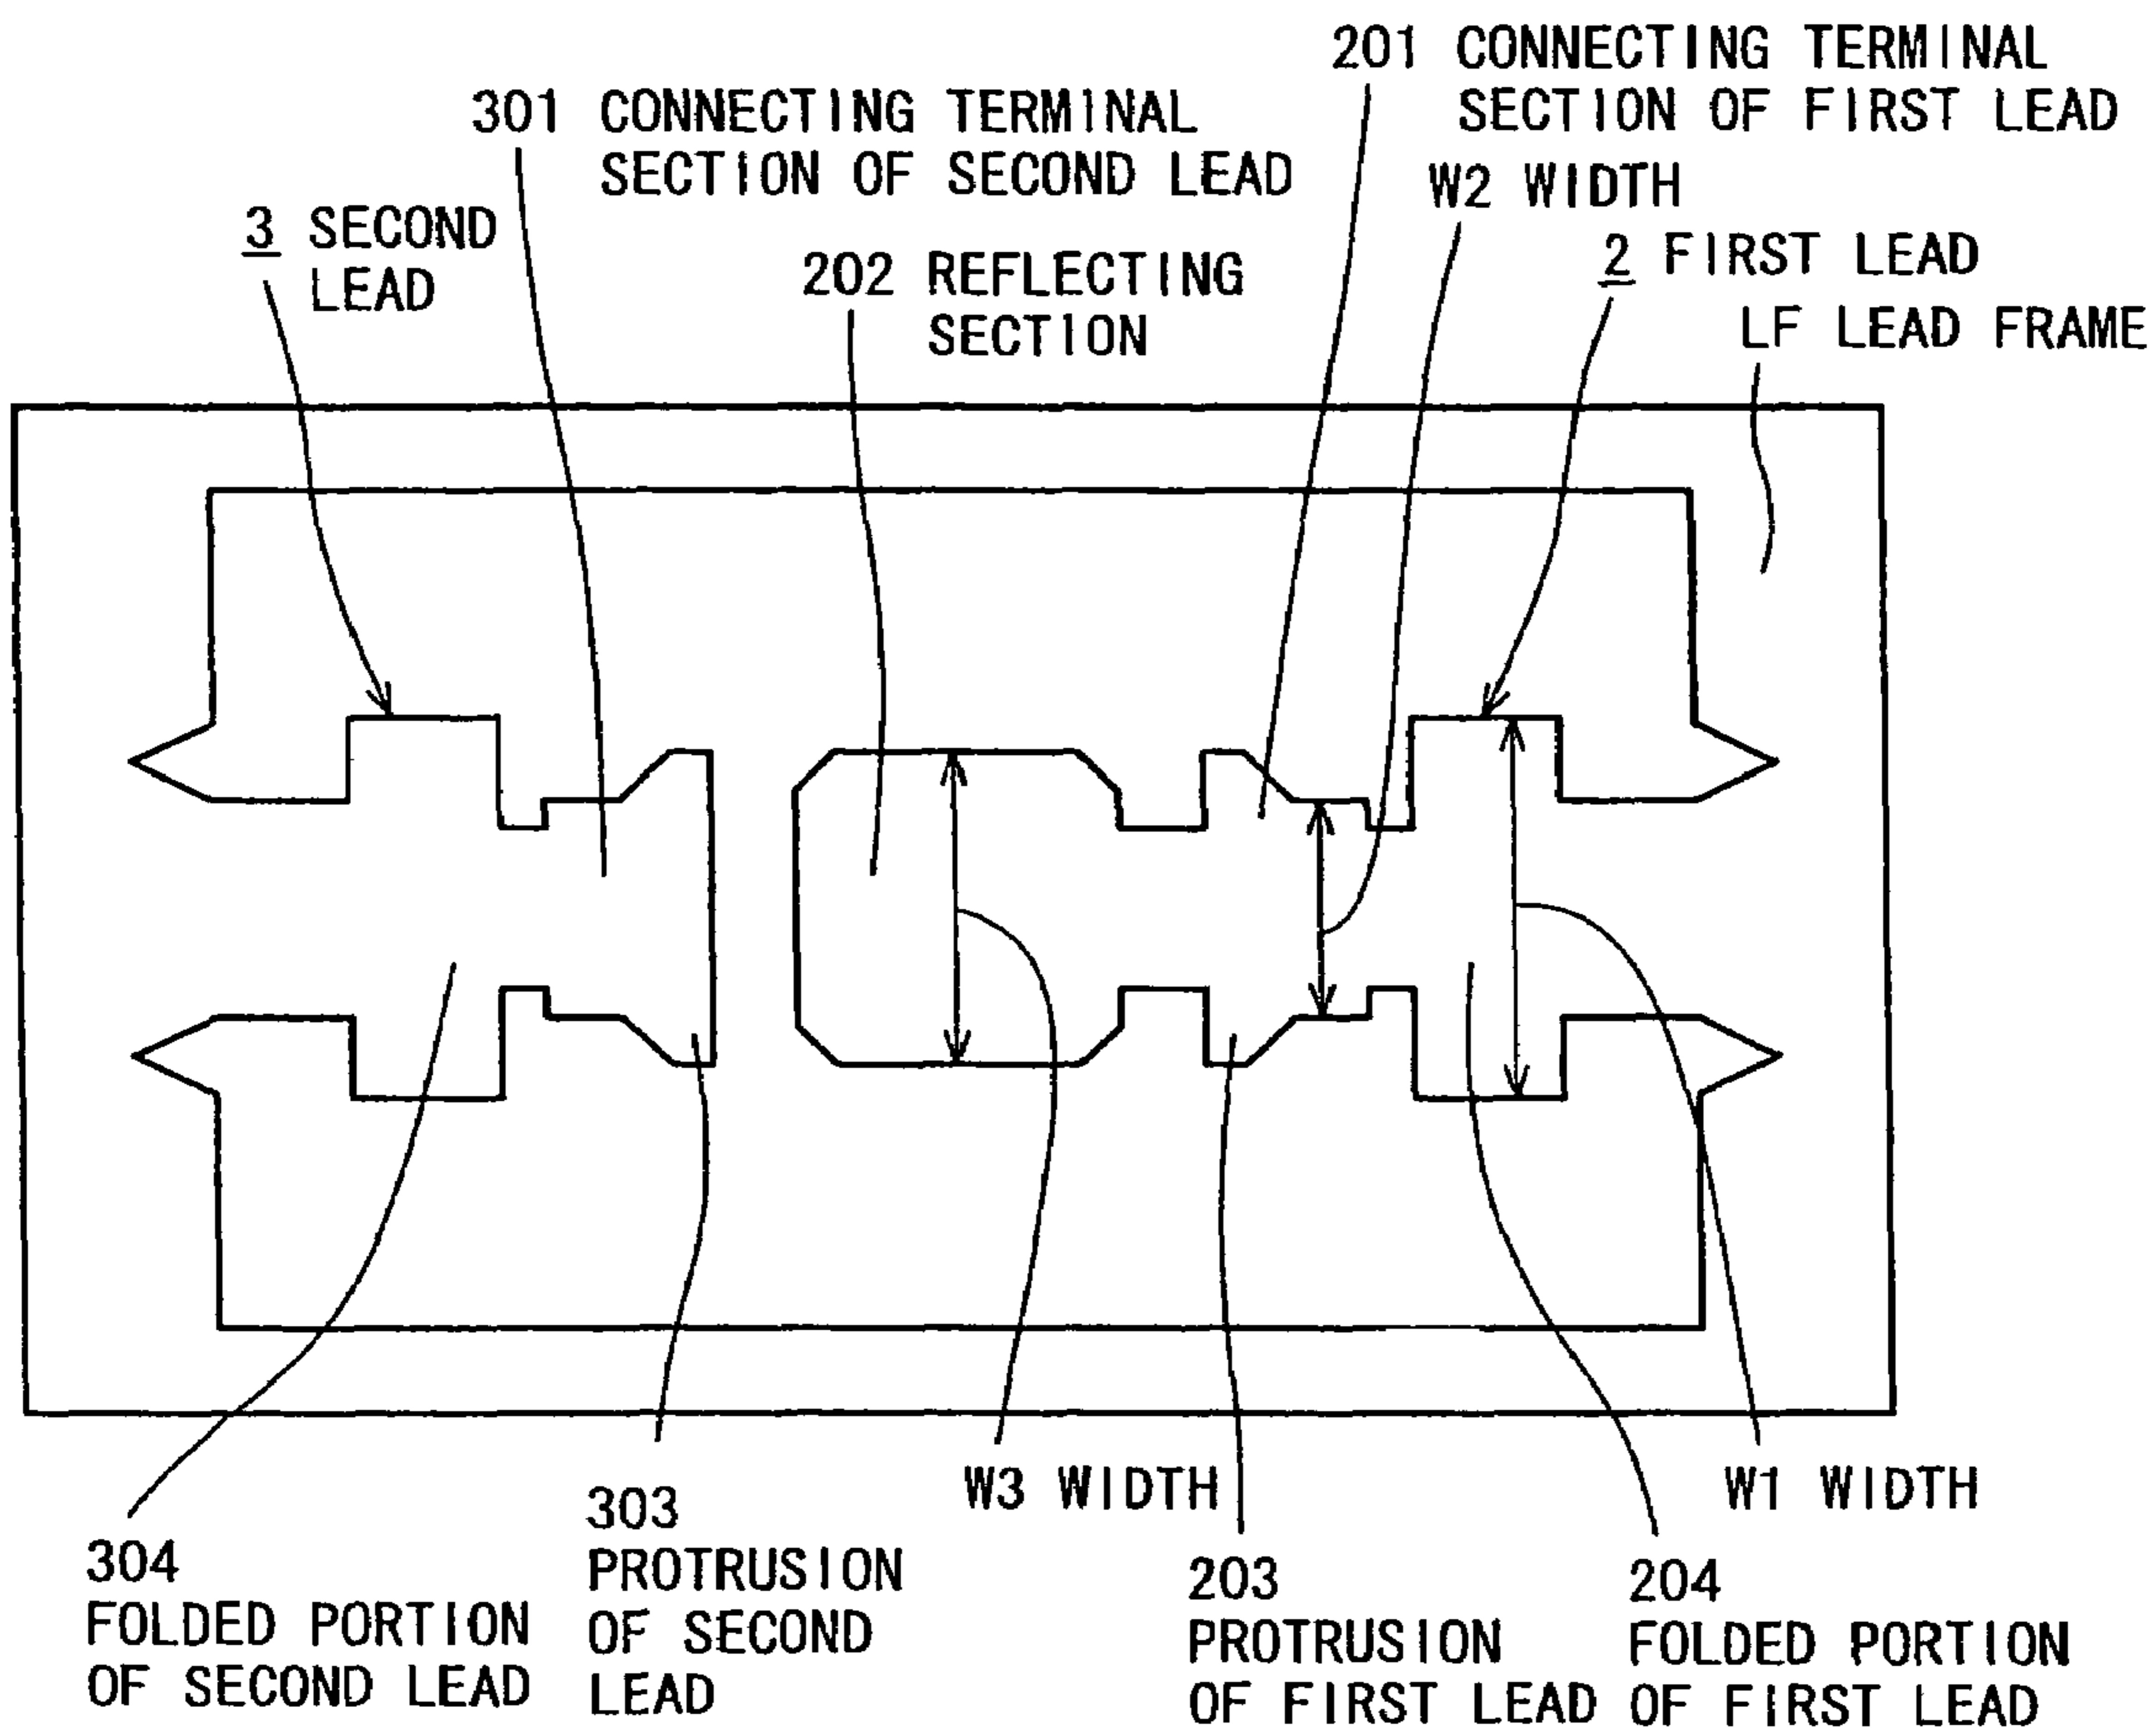 201 CONNECTING TERMINAL
SECTION OF FIRST LEAD
301 CONNECTING TERMINAL
SECTION OF SECOND LEAD
W2 WIDTH
3 SECOND
LEAD
202 REFLECTING
SECTION
2 FIRST LEAD
LF LEAD FRAME
W3 WIDTH
W1 WIDTH
304
FOLDED PORTION
OF SECOND LEAD
303
PROTRUSION
OF SECOND
LEAD
203
PROTRUSION
OF FIRST LEAD
204
FOLDED PORTION
OF FIRST LEAD